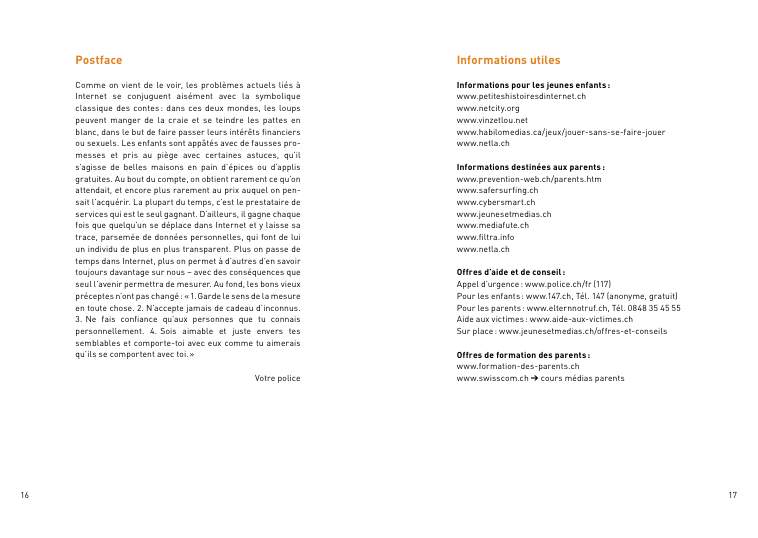 Postface
Comme on vient de le voir, les problèmes actuels liés à
Internet se conjuguent aisément avec la symbolique
classique des contes : dans ces deux mondes, les loups
peuvent manger de la craie et se teindre les pattes en
blanc, dans le but de faire passer leurs intérêts financiers
ou sexuels. Les enfants sont appâtés avec de fausses pro-
messes et pris au piège avec certaines astuces, qu'il
s'agisse de belles maisons en pain d'épices ou d'applis
gratuites. Au bout du compte, on obtient rarement ce qu'on
attendait, et encore plus rarement au prix auquel on pen-
sait l'acquérir. La plupart du temps, c'est le prestataire de
services qui est le seul gagnant. D'ailleurs, il gagne chaque
fois que quelqu'un se déplace dans Internet et y laisse sa
trace, parsemée de données personnelles, qui font de lui
un individu de plus en plus transparent. Plus on passe de
temps dans Internet, plus on permet à d'autres d'en savoir
toujours davantage sur nous – avec des conséquences que
seul l'avenir permettra de mesurer. Au fond, les bons vieux
préceptes n'ont pas changé : « 1. Garde le sens de la mesure
en toute chose. 2. N'accepte jamais de cadeau d'inconnus.
3. Ne fais confiance qu'aux personnes que tu connais
personnellement. 4. Sois aimable et juste envers tes
semblables et comporte-toi avec eux comme tu aimerais
qu'ils se comportent avec toi. »
Votre police
16
Informations utiles
Informations pour les jeunes enfants :
www.petiteshistoiresdinternet.ch
www.netcity.org
www.vinzetlou.net
www.habilomedias.ca/jeux/jouer-sans-se-faire-jouer
www.netla.ch
Informations destinées aux parents :
www.prevention-web.ch/parents.htm
www.safersurfing.ch
www.cybersmart.ch
www.jeunesetmedias.ch
www.mediafute.ch
www.filtra.info
www.netla.ch
Offres d'aide et de conseil :
Appel d'urgence : www.police.ch/fr (117)
Pour les enfants : www.147.ch, Tél. 147 (anonyme, gratuit)
Pour les parents : www.elternnotruf.ch, Tél. 0848 35 45 55
Aide aux victimes : www.aide-aux-victimes.ch
Sur place : www.jeunesetmedias.ch/offres-et-conseils
Offres de formation des parents :
www.formation-des-parents.ch
www.swisscom.ch ➔ cours médias parents
17